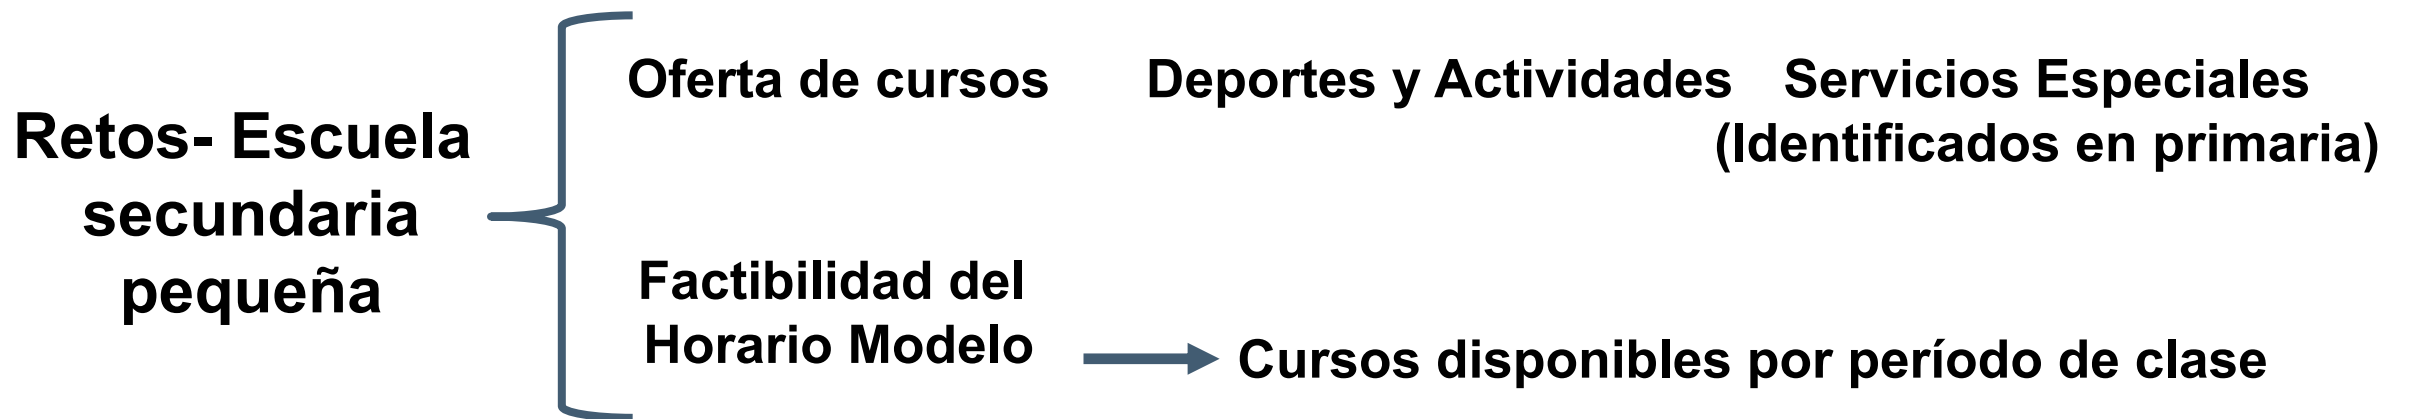 Retos- Escuela
secundaria
pequeña
Oferta de cursos
Deportes y Actividades
Servicios Especiales
(Identificados en primaria)
Factibilidad del
Horario Modelo
Cursos disponibles por período de clase